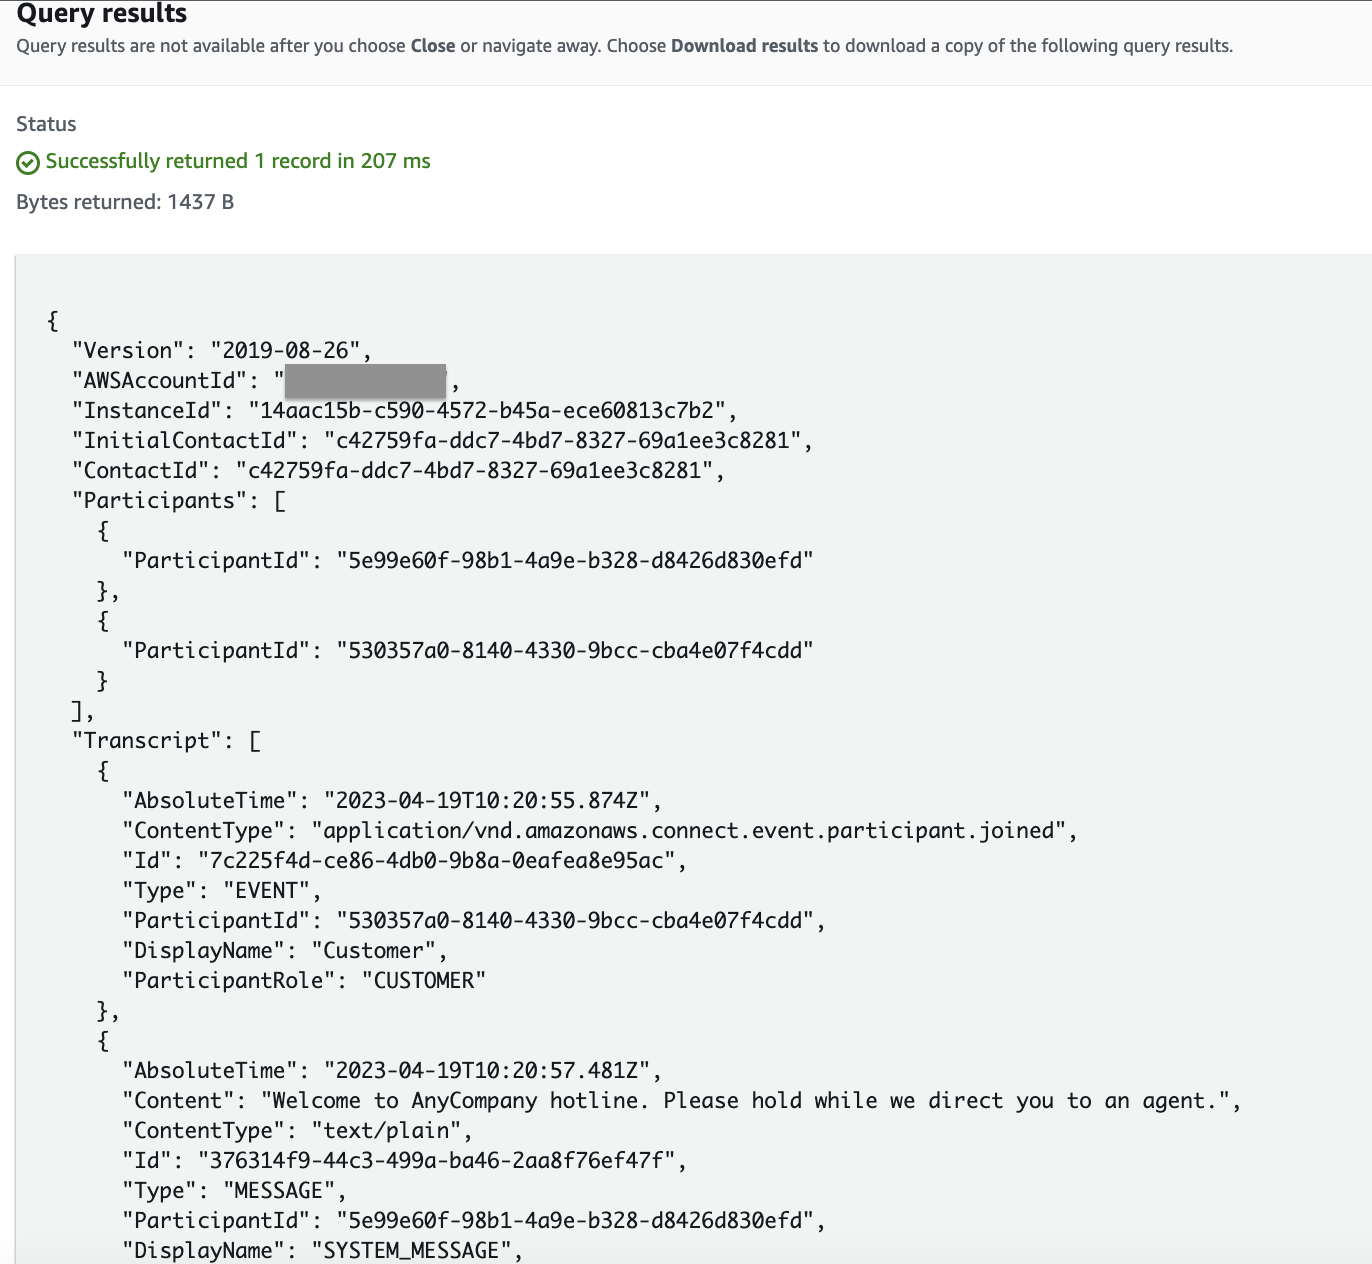 Query results
Query results are not available after you choose Close or navigate away. Choose Download results to download a copy of the following query results.
Status
Successfully returned 1 record in 207 ms
Bytes returned: 1437 B
{
"Version": "2019-08-26",
"AWSAccountId": "
,
"InstanceId": "14aac15b-c590-4572-b45a-ece60813c7b2",
"InitialContactId": "c42759fa-ddc7-4bd7-8327-69a1ee3c8281",
"ContactId": "c42759fa-ddc7-4bd7-8327-69a1ee3c8281",
"Participants": [
{
"ParticipantId": "5e99e60f-98b1-4a9e-b328-d8426d830efd"
},
{
"ParticipantId": "530357a0-8140-4330-9bcc-cba4e07f4cdd"
}
],
"Transcript": [
{
"AbsoluteTime": "2023-04-19T10:20:55.874Z",
"ContentType": "application/vnd.amazonaws.connect.event.participant.joined",
"Id": "7c225f4d-ce86-4db0-9b8a-0eafea8e95ac",
"Type": "EVENT",
"ParticipantId": "530357a0-8140-4330-9bcc-cba4e07f4cdd",
"DisplayName": "Customer",
"ParticipantRole": "CUSTOMER"
},
{
"AbsoluteTime": "2023-04-19T10:20:57.481Z",
"Content": "Welcome to AnyCompany hotline. Please hold while we direct you to an agent.",
"ContentType": "text/plain",
"Id": "376314f9-44c3-499a-ba46-2aa8f76ef47f",
"Type": "MESSAGE",
"ParticipantId": "5e99e60f-98b1-4a9e-b328-d8426d830efd",
"DisplayName": "SYSTEM_MESSAGE",